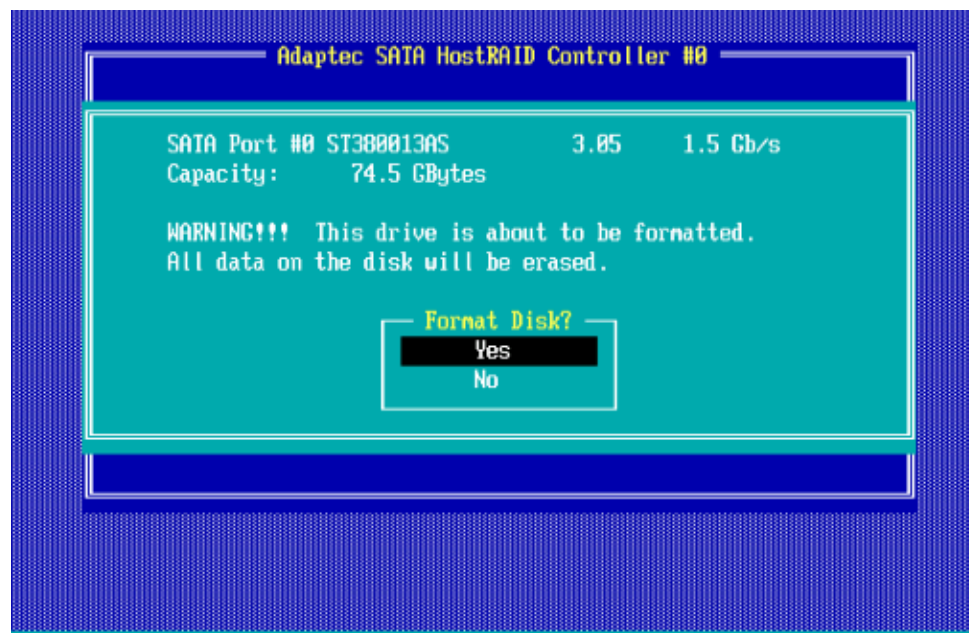 Adaptec SATA HostRAID Controller #0
SATA Port #0 ST380013AS 3.05 1.5 Gb/s
Capacity: 74.5 GBytes
WARNING!!! This drive is about to be formatted.
All data on the disk will be erased.
Format Disk?
Yes
No